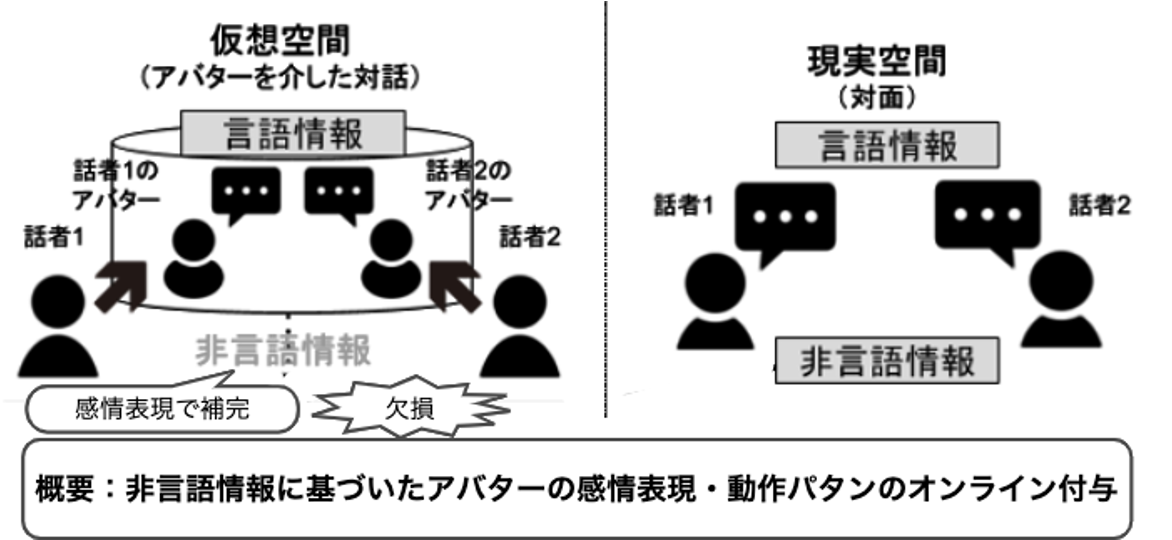 仮想空間
（アバターを介した対話）
言語情報
話者1の
アバター
話者2の
アバター
話者1
話者2
非言語情報
感情表現で補完
欠損
現実空間
（対面）
言語情報
話者1
話者2
非言語情報
概要：非言語情報に基づいたアバターの感情表現・動作パタンのオンライン付与